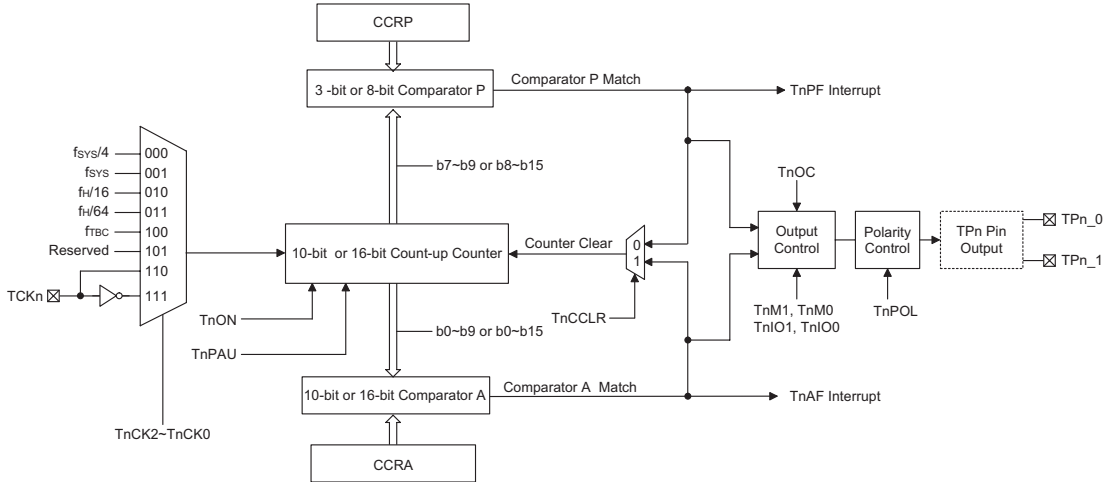 CCRP
3 -bit or 8-bit Comparator P
Comparator P Match
TnPF Interrupt
b7~b9 or b8~b15
fSYS/4
000
fSYS
001
fH/16
010
fH/64
011
fTBC
100
Reserved
101
110
TCKn
111
TnCK2~TnCK0
10-bit or 16-bit Count-up Counter
Counter Clear
0
1
TnON
TnPAU
TnCCLR
b0~b9 or b0~b15
10-bit or 16-bit Comparator A
Comparator A Match
TnAF Interrupt
CCRA
TnOC
Output
Control
TnM1, TnM0
TnIO1, TnIO0
Polarity
Control
TnPOL
TPn Pin
Output
TPn_0
TPn_1